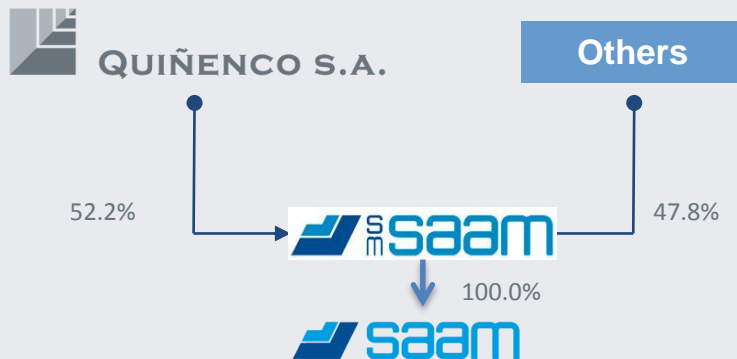 QUIÑENCO S.A.
Others
52.2%
47.8%
SM saam
100.0%
saam